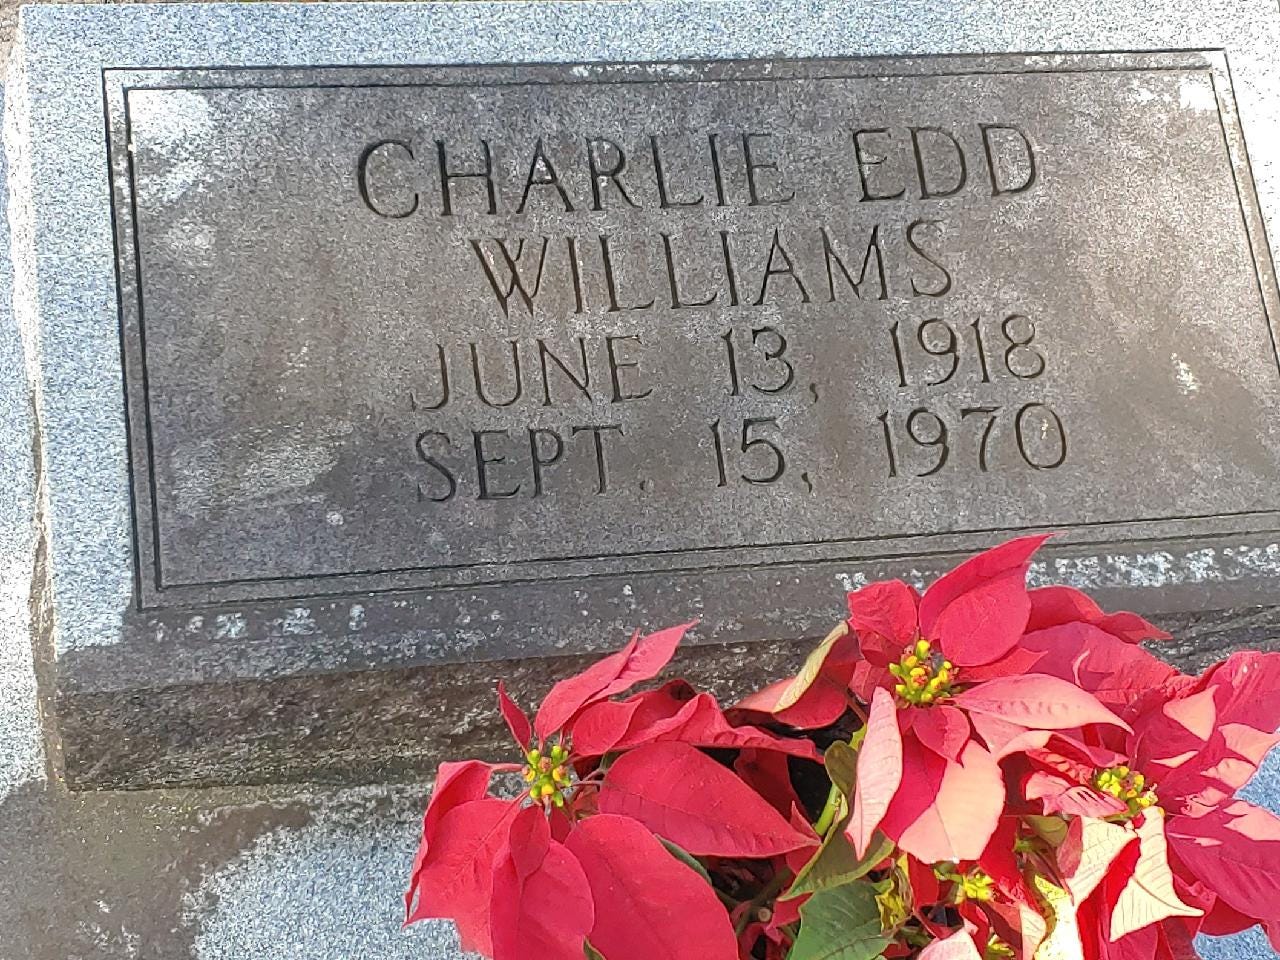 CHARLIE EDD
WILLIAMS
JUNE 13, 1918
SEPT. 15, 1970